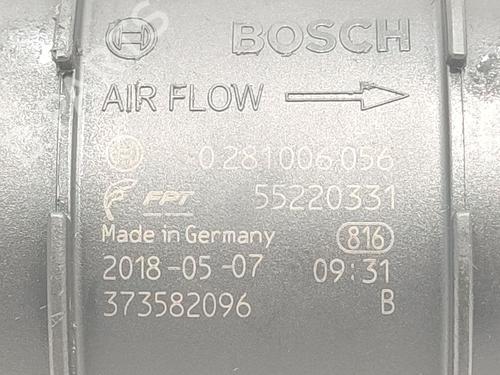 BOSCH
AIR FLOW
0 281 006 056
FPT 55220331
Made in Germany 816
2018-05-07 09:31
373582096 B